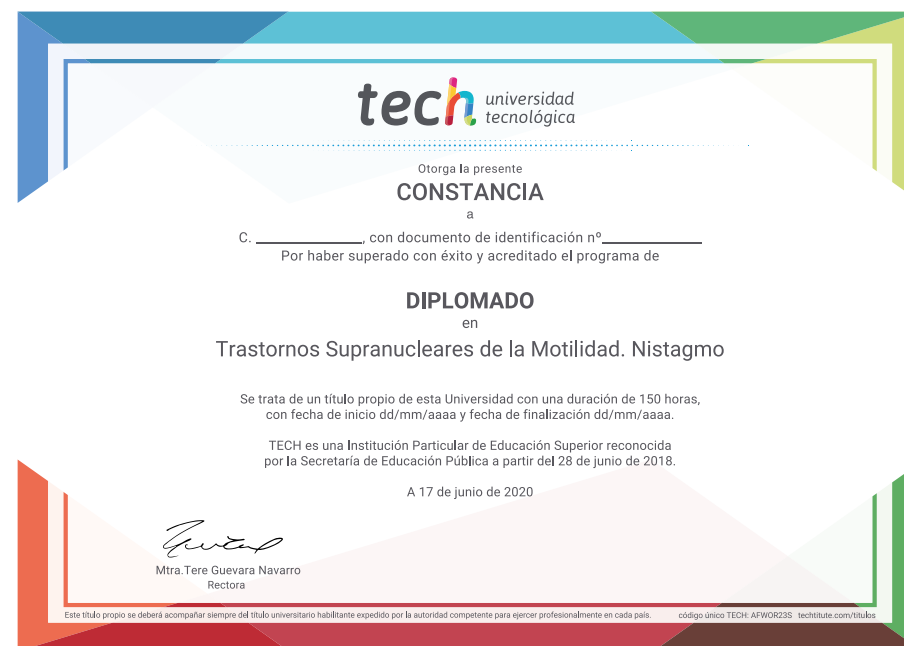 tech universidad
tecnológica
Otorga la presente
CONSTANCIA
a
C. ______________, con documento de identificación nº_____________
Por haber superado con éxito y acreditado el programa de
DIPLOMADO
en
Trastornos Supranucleares de la Motilidad. Nistagmo
Se trata de un título propio de esta Universidad con una duración de 150 horas,
con fecha de inicio dd/mm/aaaa y fecha de finalización dd/mm/aaaa.
TECH es una Institución Particular de Educación Superior reconocida
por la Secretaría de Educación Pública a partir del 28 de junio de 2018.
A 17 de junio de 2020
Mtra.Tere Guevara Navarro
Rectora
Este título propio se deberá acompañar siempre del título universitario habilitante expedido por la autoridad competente para ejercer profesionalmente en cada país. código único TECH: AFWOR23S techtitute.com/titulos